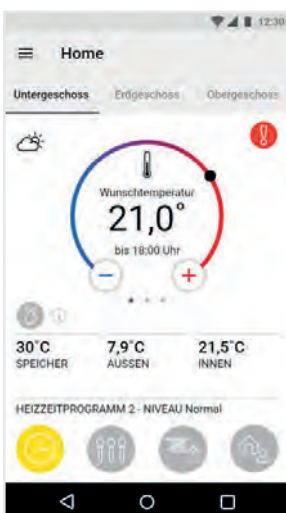 12:30
Home
Untergeschoss Erdgeschoss Obergeschoss
Wunschtemperatur
21,0°
bis 18:00 Uhr
− +
30°C 7,9°C 21,5°C
SPEICHER AUSSEN INNEN
HEIZZEITPROGRAMM 2 - NIVEAU Normal